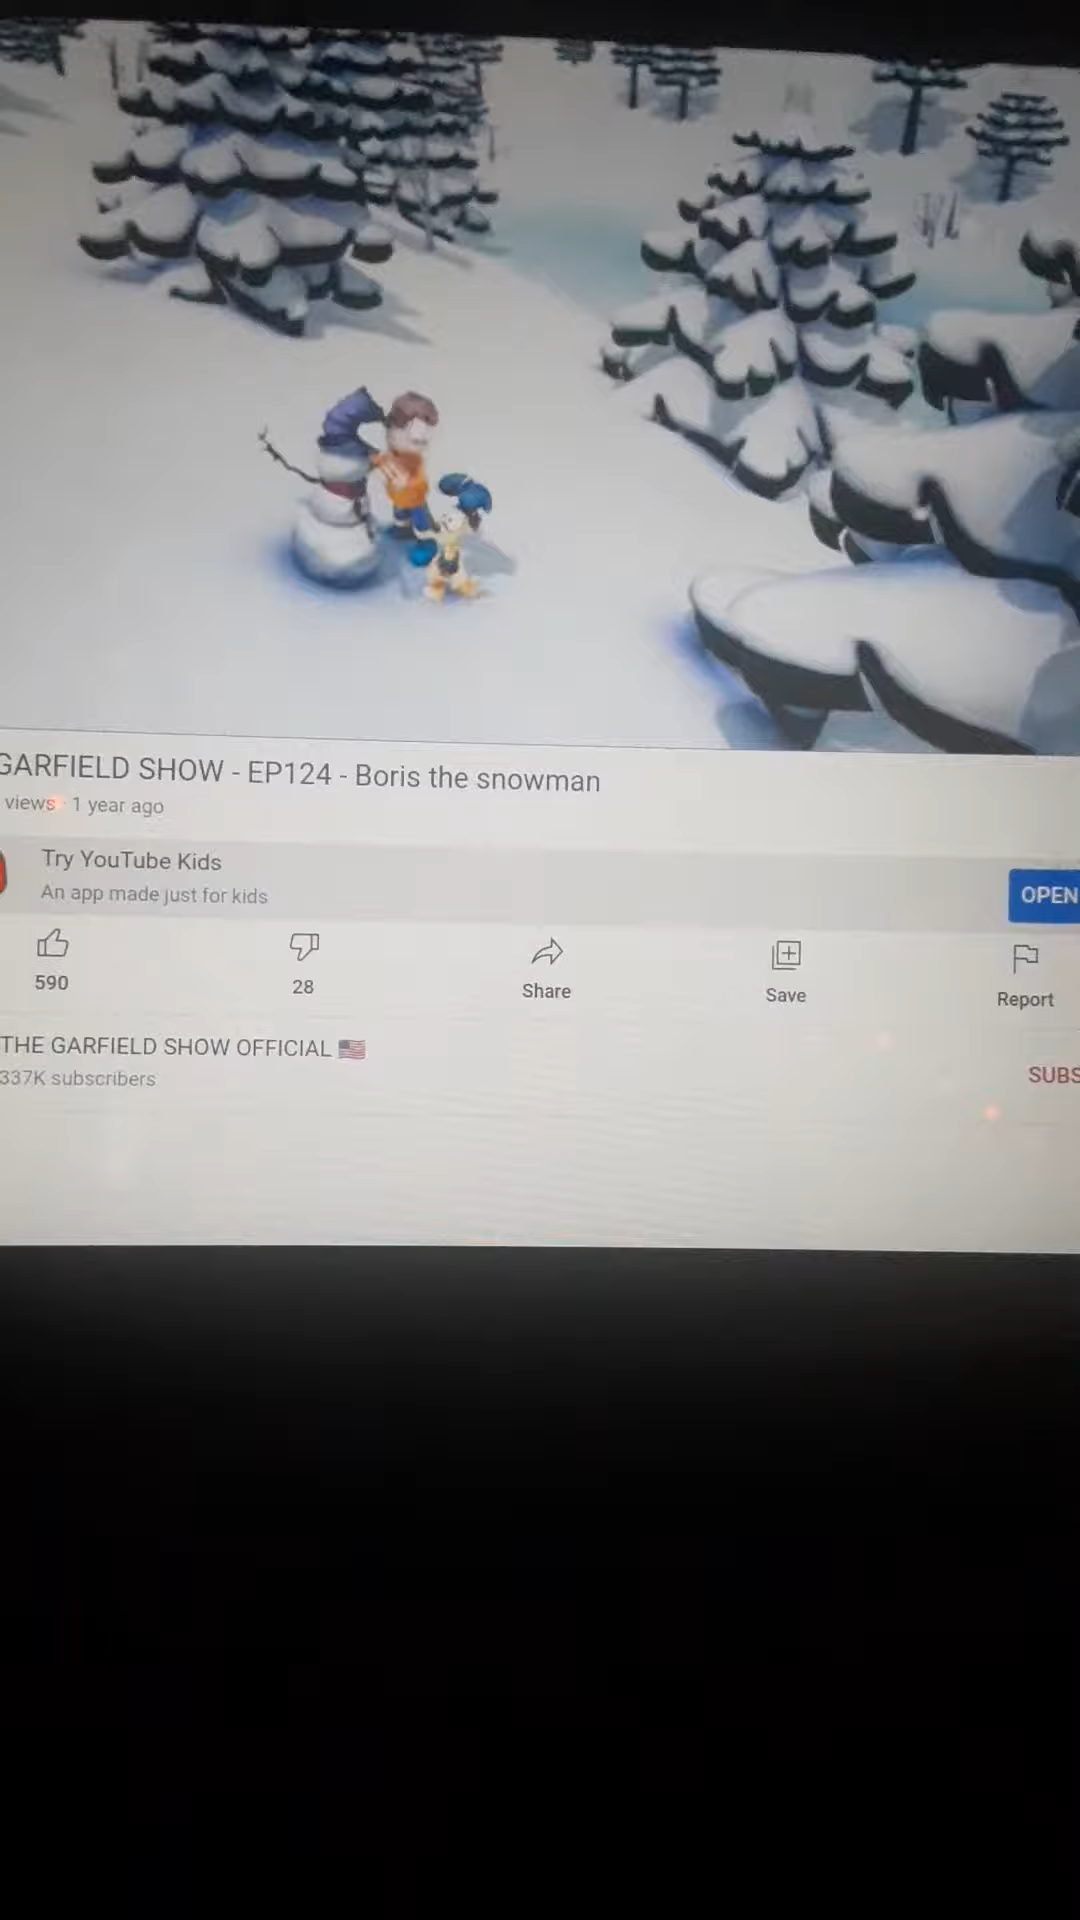 GARFIELD SHOW - EP124 - Boris the snowman
views · 1 year ago
Try YouTube Kids
An app made just for kids
OPEN
590
28
Share
Save
Report
THE GARFIELD SHOW OFFICIAL 🇺🇸
337K subscribers
SUBS